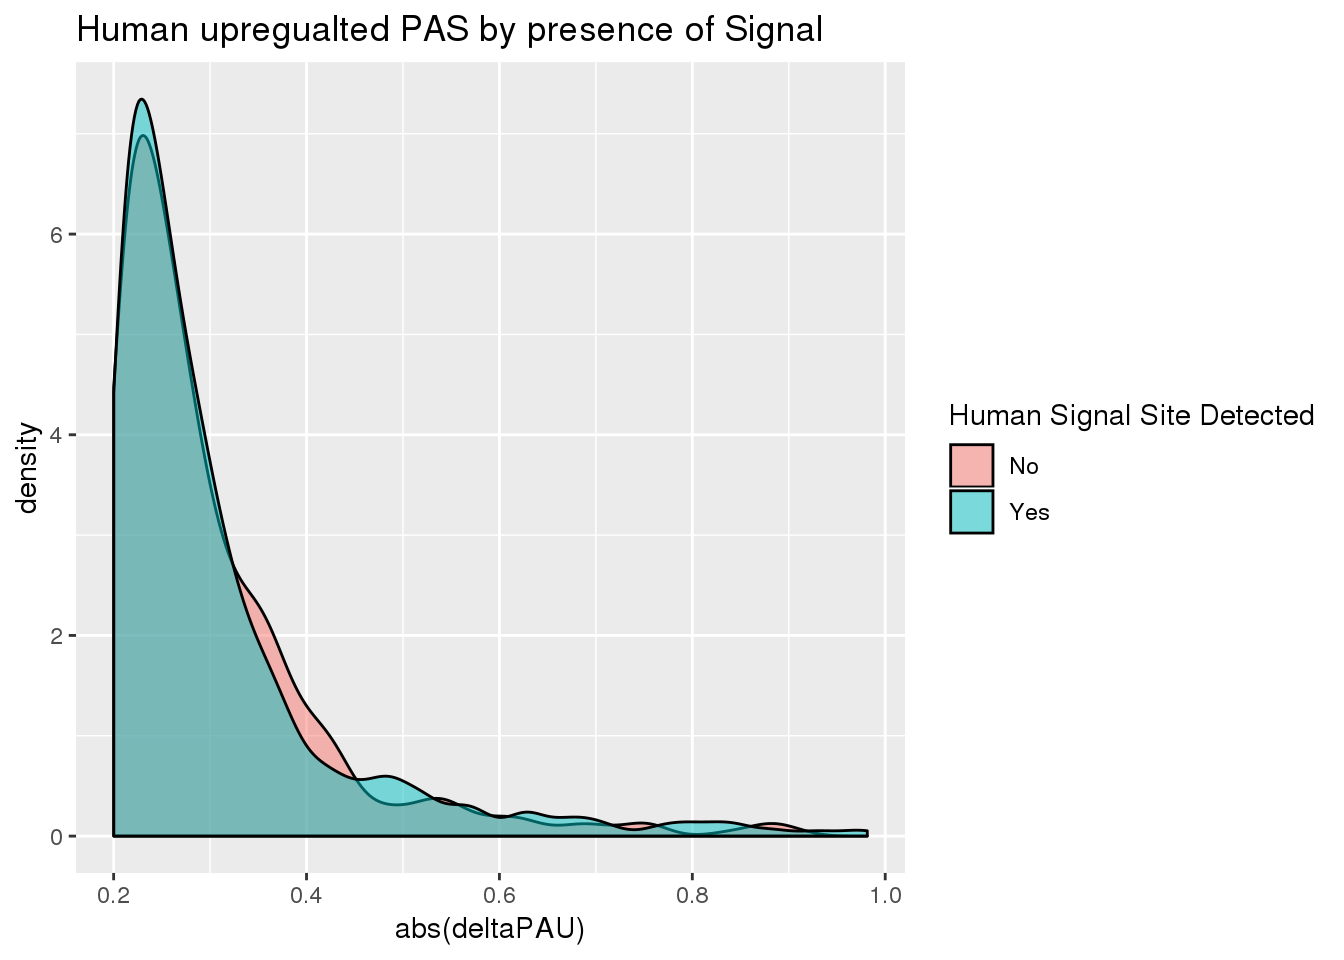 Human upregualted PAS by presence of Signal
density
6
4
2
0
0.2 0.4 0.6 0.8 1.0
abs(deltaPAU)
Human Signal Site Detected
No
Yes